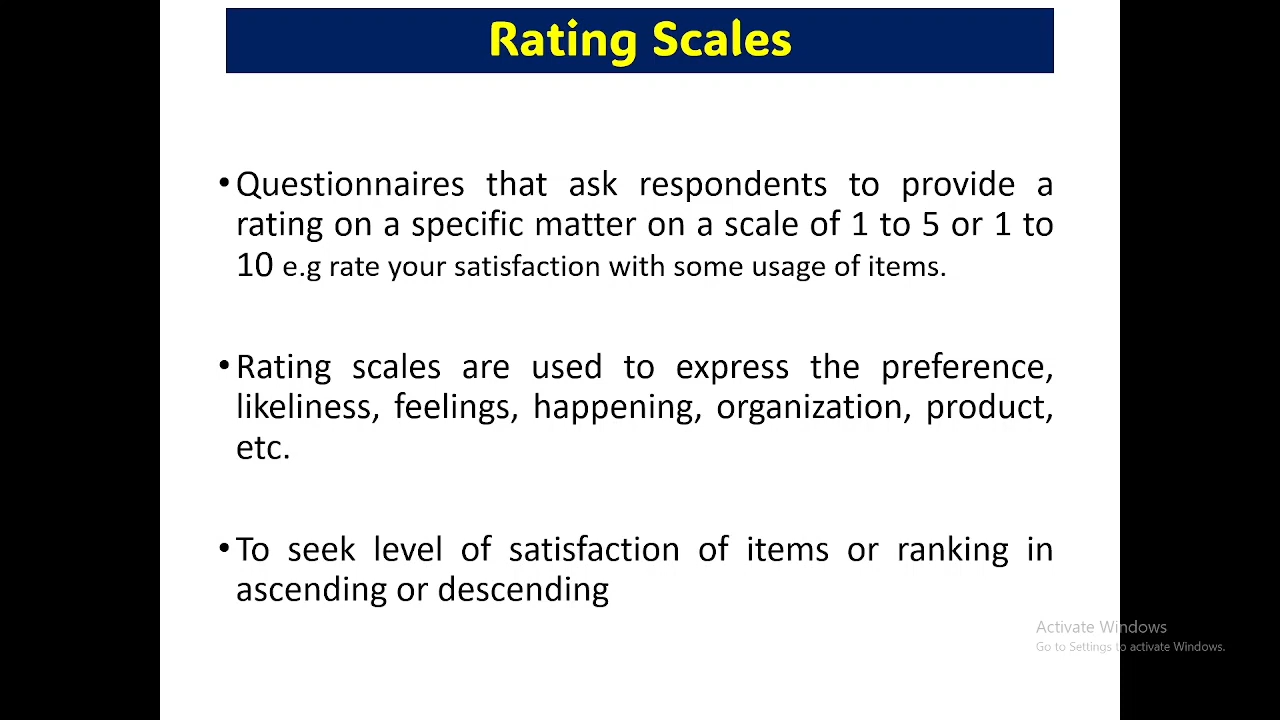 Rating Scales
•Questionnaires that ask respondents to provide a
rating on a specific matter on a scale of 1 to 5 or 1 to
10 e.g rate your satisfaction with some usage of items.
•Rating scales are used to express the preference,
likeliness, feelings, happening, organization, product,
etc.
•To seek level of satisfaction of items or ranking in
ascending or descending
Activate Windows
Go to Settings to activate Windows.